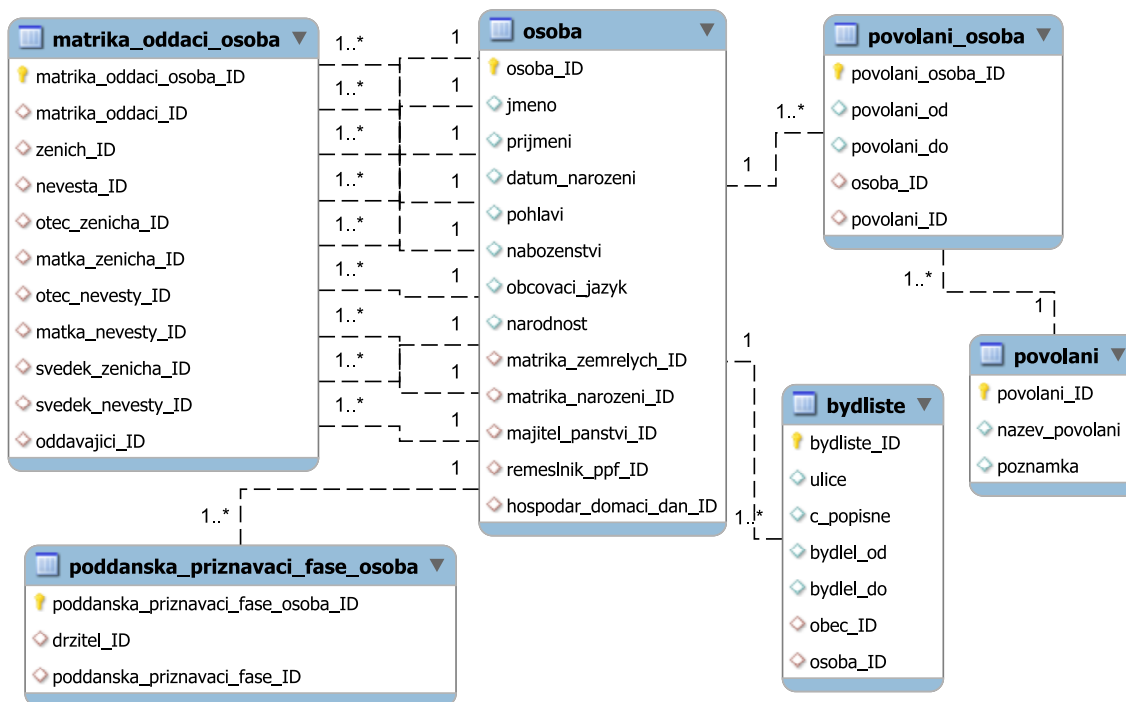 matrika_oddaci_osoba
matrika_oddaci_osoba_ID
matrika_oddaci_ID
zenich_ID
nevesta_ID
otec_zenicha_ID
matka_zenicha_ID
otec_nevesty_ID
matka_nevesty_ID
svedek_zenicha_ID
svedek_nevesty_ID
oddavajici_ID
1..*
1..*
1..*
1..*
1..*
1..*
1..*
1..*
1..*
1
1
1
1
1
1
1
1
1
osoba
osoba_ID
jmeno
prijmeni
datum_narozeni
pohlavi
nabozenstvi
obcovaci_jazyk
narodnost
matrika_zemrelych_ID
matrika_narozeni_ID
majitel_panstvi_ID
remeslnik_ppf_ID
hospodar_domaci_dan_ID
1
1..*
povolani_osoba
povolani_osoba_ID
povolani_od
povolani_do
osoba_ID
povolani_ID
1..*
1
povolani
povolani_ID
nazev_povolani
poznamka
1
1..*
bydliste
bydliste_ID
ulice
c_popisne
bydlel_od
bydlel_do
obec_ID
osoba_ID
1
1..*
poddanska_priznavaci_fase_osoba
poddanska_priznavaci_fase_osoba_ID
drzitel_ID
poddanska_priznavaci_fase_ID